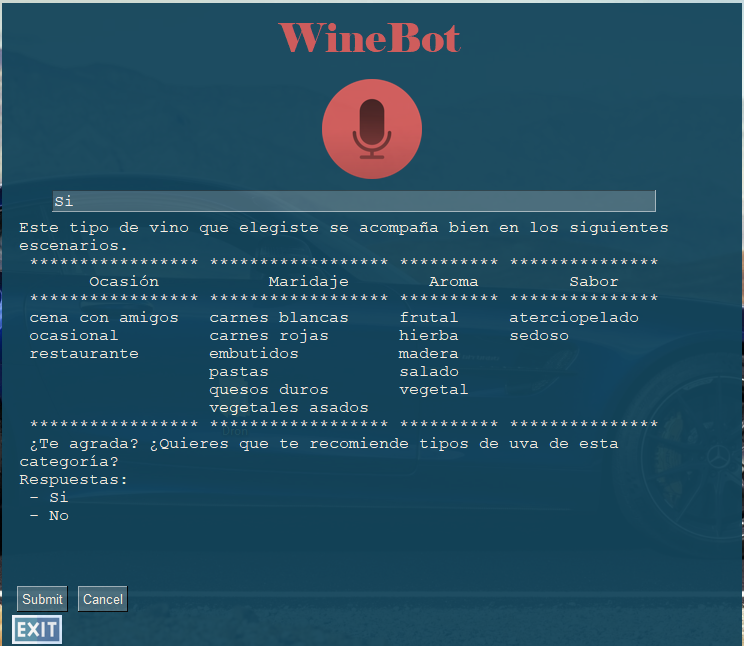 WineBot
Si
Este tipo de vino que elegiste se acompaña bien en los siguientes
escenarios.
***************** ****************** ********** ***************
Ocasión Maridaje Aroma Sabor
***************** ****************** ********** ***************
cena con amigos carnes blancas frutal aterciopelado
ocasional carnes rojas hierba sedoso
restaurante embutidos madera
pastas salado
quesos duros vegetal
vegetales asados
***************** ****************** ********** ***************
¿Te agrada? ¿Quieres que te recomiende tipos de uva de esta
categoría?
Respuestas:
- Si
- No
Submit Cancel
EXIT